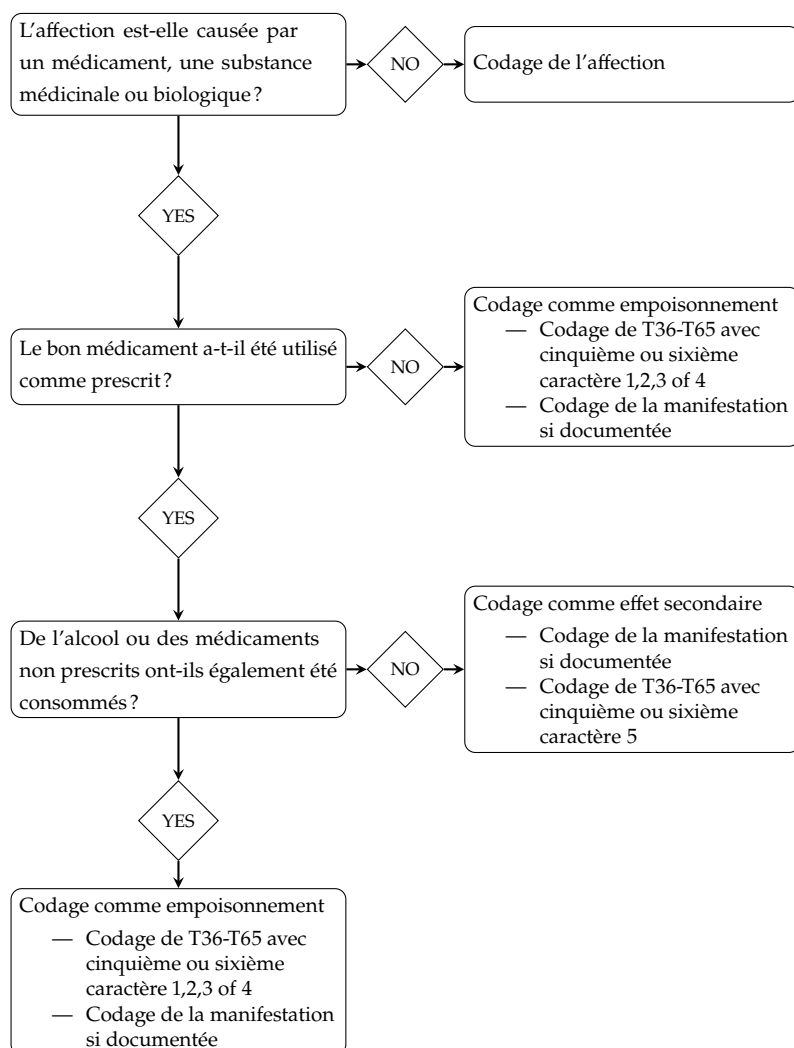 L'affection est-elle causée par
un médicament, une substance
médicinale ou biologique ?
NO
Codage de l'affection
YES
Le bon médicament a-t-il été utilisé
comme prescrit ?
NO
Codage comme empoisonnement
— Codage de T36-T65 avec
cinquième ou sixième
caractère 1,2,3 of 4
— Codage de la manifestation
si documentée
YES
De l'alcool ou des médicaments
non prescrits ont-ils également été
consommés ?
NO
Codage comme effet secondaire
— Codage de la manifestation
si documentée
— Codage de T36-T65 avec
cinquième ou sixième
caractère 5
YES
Codage comme empoisonnement
— Codage de T36-T65 avec
cinquième ou sixième
caractère 1,2,3 of 4
— Codage de la manifestation
si documentée